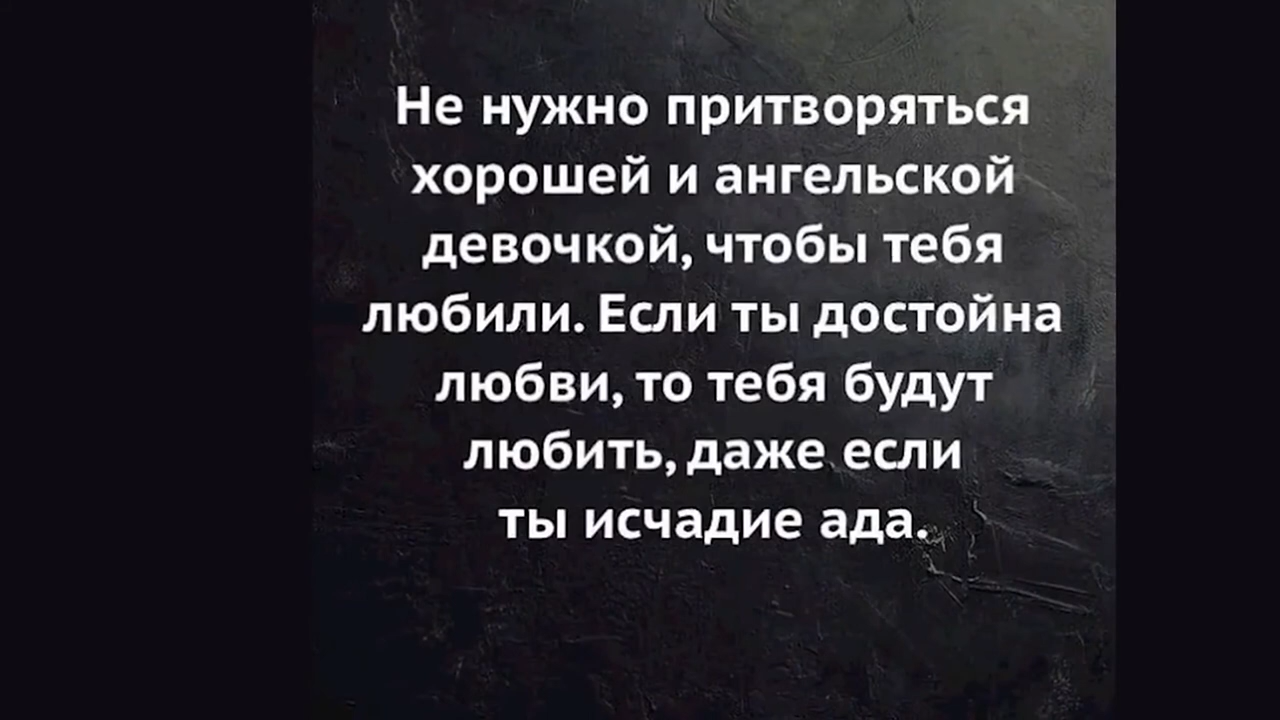 Не нужно притворяться
хорошей и ангельской
девочкой, чтобы тебя
любили. Если ты достойна
любви, то тебя будут
любить, даже если
ты исчадие ада.